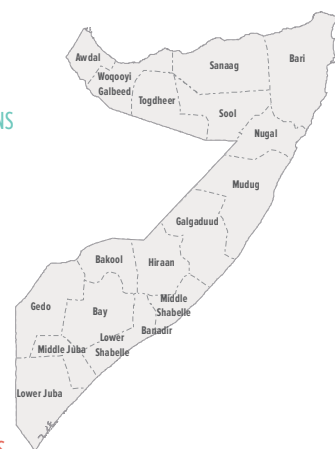 Awdal
Woqooyi
Galbeed
Togdheer
Sanaag
Bari
NS
Sool
Nugal
Mudug
Galgaduud
Bakool
Hiraan
Gedo
Bay
Middle
Shabelle
Banadir
Lower
Shabelle
Middle Juba
Lower Juba
S